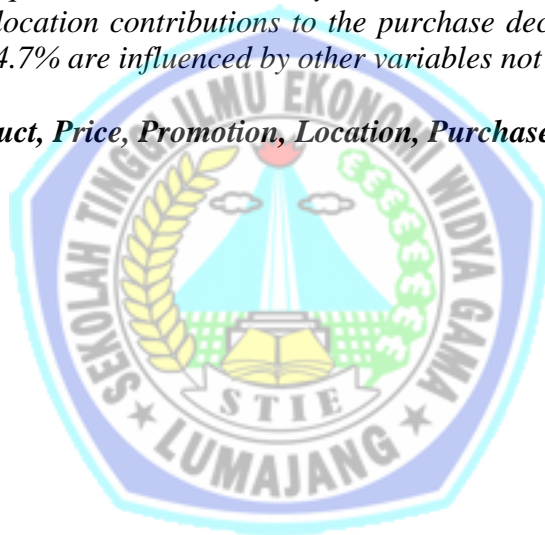 location contributions to the purchase dec
4.7% are influenced by other variables not
uct, Price, Promotion, Location, Purchase
SEKOLAH TINGGI ILMU EKONOMI WIDYA GAMA
STIE
LUMAJANG